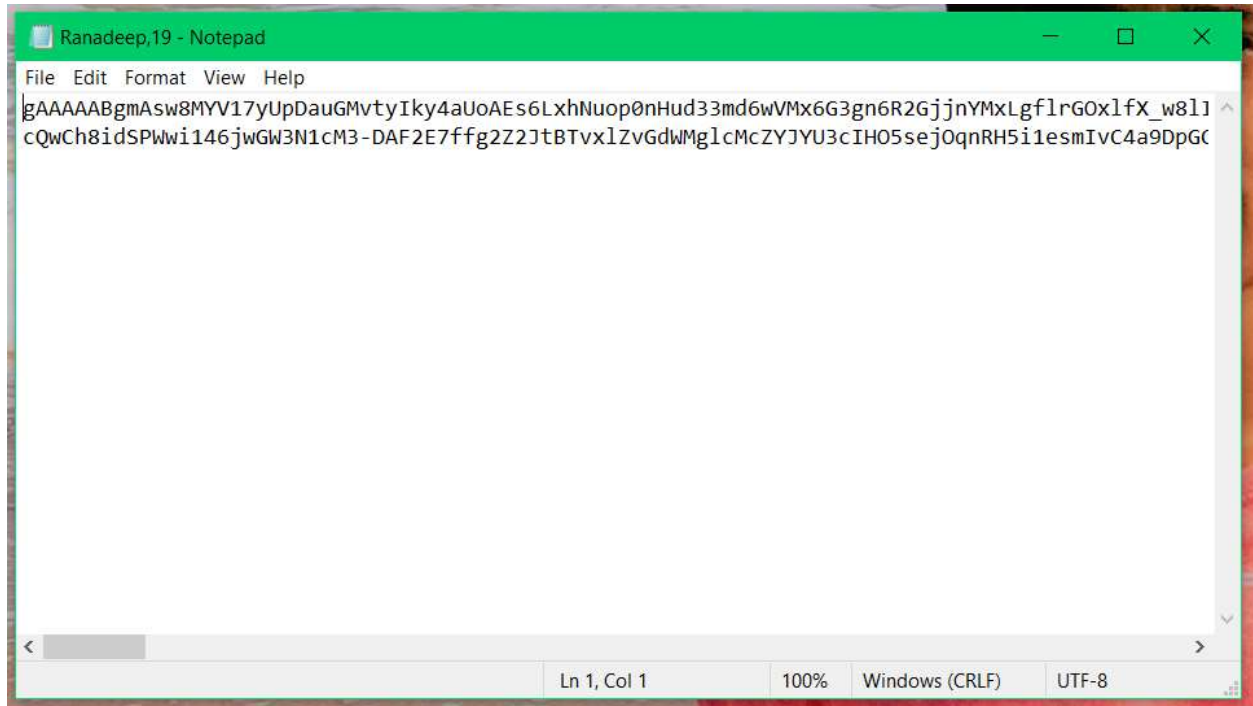 Ranadeep,19 - Notepad
File Edit Format View Help
gAAAAABgmAsw8MYV17yUpDauGMvtyIky4aUoAEs6LxhNuop0nHud33md6wVMx6G3gn6R2GjjnYMxLgflrGOxlfX_w8l1
cQwCh8idSPWwi146jwGW3N1cM3-DAF2E7ffg2Z2JtBTvxlZvGdWMglcMcZYJYU3cIHO5sejOqnRH5i1esmIvC4a9DpG
Ln 1, Col 1 100% Windows (CRLF) UTF-8